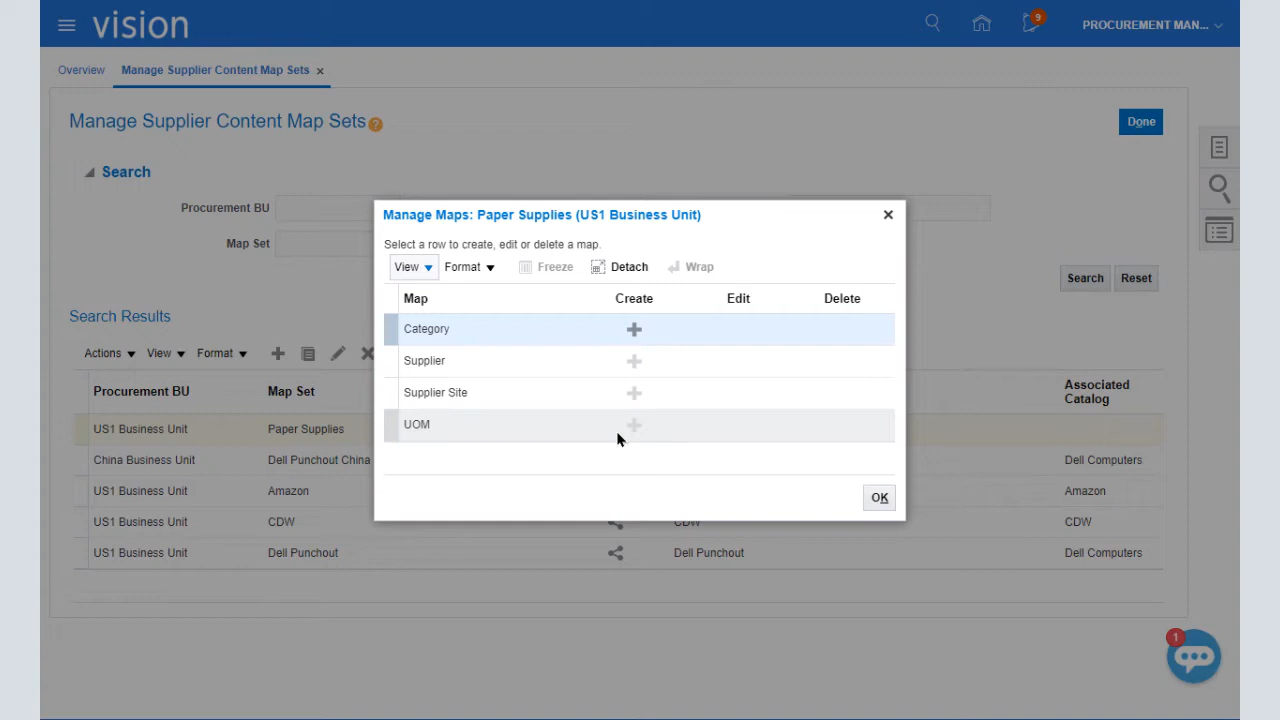 vision
9
PROCUREMENT MAN...
Overview
Manage Supplier Content Map Sets
Manage Supplier Content Map Sets ?
Done
Search
Procurement BU
Map Set
Search
Reset
Manage Maps: Paper Supplies (US1 Business Unit)
Select a row to create, edit or delete a map.
View Format Freeze Detach Wrap
Map Create Edit Delete
Category
Supplier
Supplier Site
UOM
OK
Search Results
Actions View Format
Procurement BU Map Set Associated
Catalog
US1 Business Unit Paper Supplies
China Business Unit Dell Punchout China Dell Computers
US1 Business Unit Amazon Amazon
US1 Business Unit CDW CDW CDW
US1 Business Unit Dell Punchout Dell Punchout Dell Computers
1